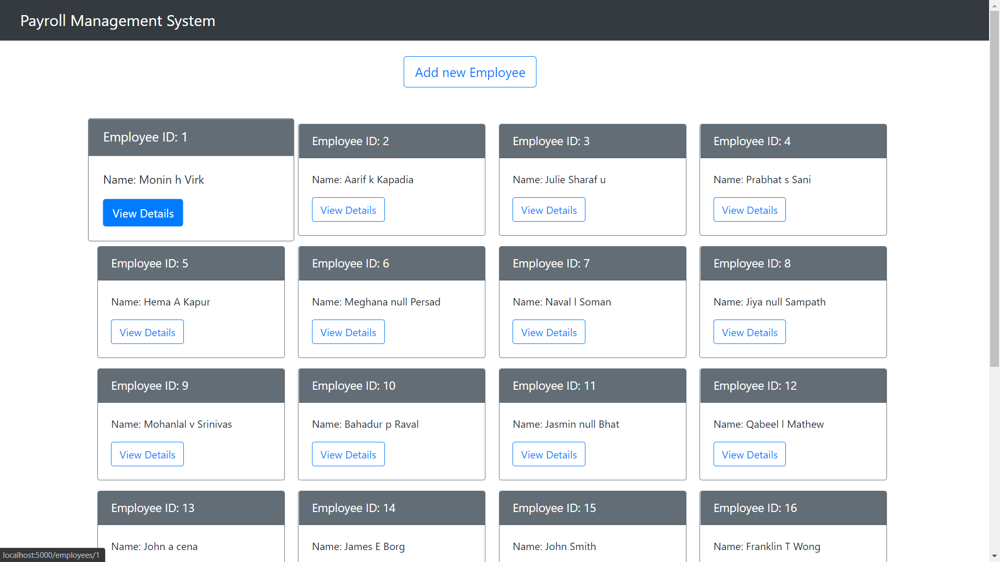 Payroll Management System
Add new Employee
Employee ID: 1
Name: Monin h Virk
View Details
Employee ID: 2
Name: Aarif k Kapadia
View Details
Employee ID: 3
Name: Julie Sharaf u
View Details
Employee ID: 4
Name: Prabhat s Sani
View Details
Employee ID: 5
Name: Hema A Kapur
View Details
Employee ID: 6
Name: Meghana null Persad
View Details
Employee ID: 7
Name: Naval l Soman
View Details
Employee ID: 8
Name: Jiya null Sampath
View Details
Employee ID: 9
Name: Mohanlal v Srinivas
View Details
Employee ID: 10
Name: Bahadur p Raval
View Details
Employee ID: 11
Name: Jasmin null Bhat
View Details
Employee ID: 12
Name: Qabeel l Mathew
View Details
Employee ID: 13
Name: John a cena
Employee ID: 14
Name: James E Borg
Employee ID: 15
Name: John Smith
Employee ID: 16
Name: Franklin T Wong
localhost:5000/employees/1